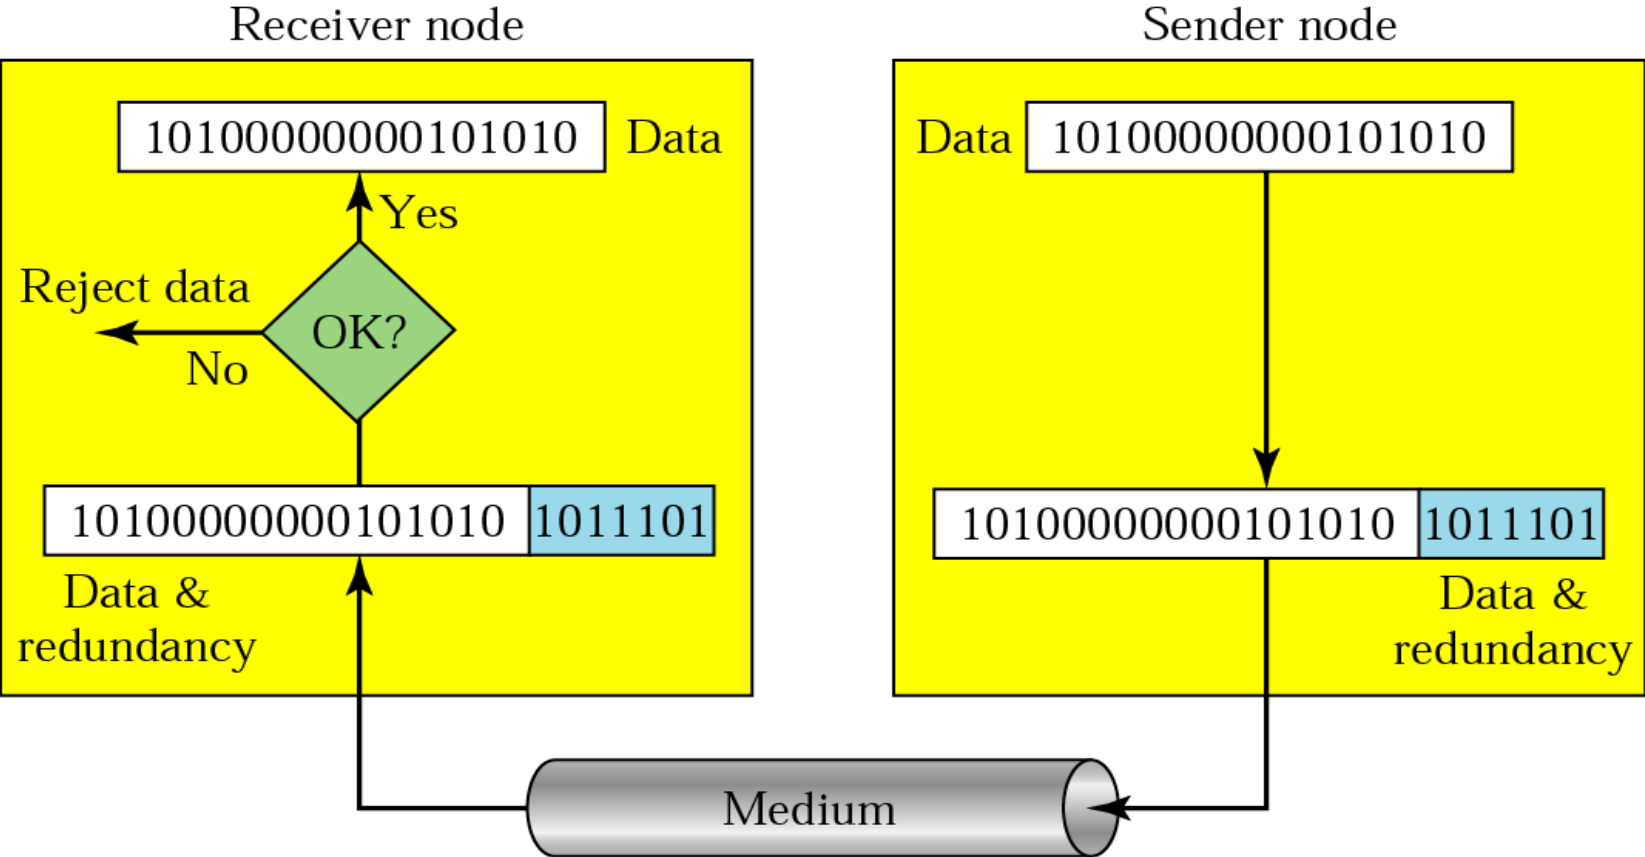 Receiver node
Sender node
10100000000101010 Data
Data 10100000000101010
Yes
Reject data
OK?
No
10100000000101010 1011101
10100000000101010 1011101
Data &
redundancy
Data &
redundancy
Medium